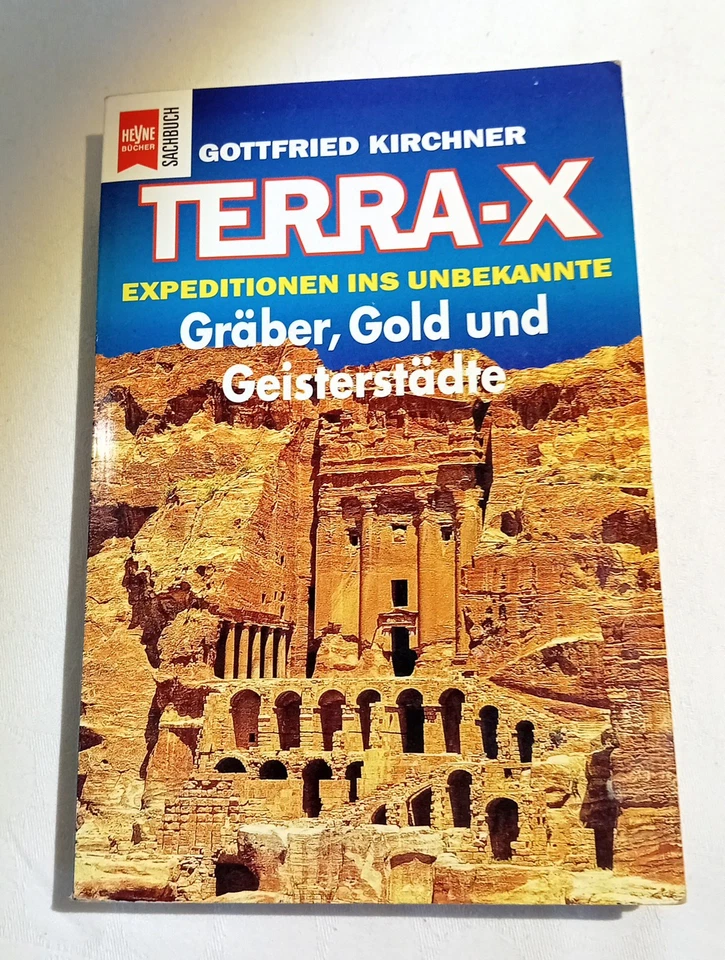 HEYNE
BÜCHER
SACHBUCH
GOTTFRIED KIRCHNER
TERRA-X
EXPEDITIONEN INS UNBEKANNTE
Gräber, Gold und
Geisterstädte